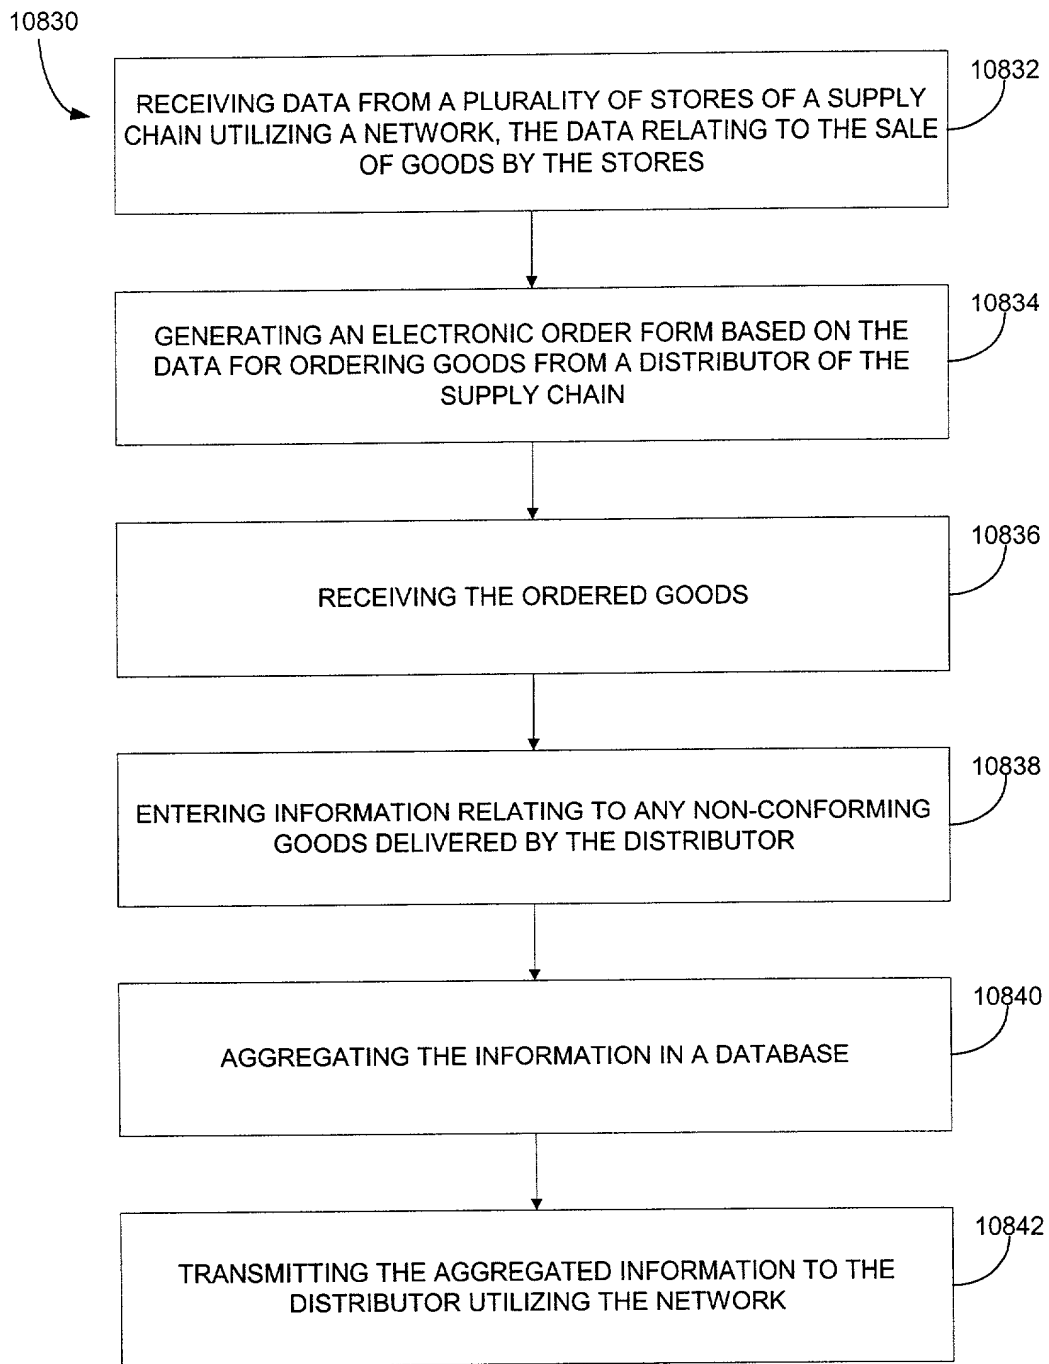 10830
10832
RECEIVING DATA FROM A PLURALITY OF STORES OF A SUPPLY
CHAIN UTILIZING A NETWORK, THE DATA RELATING TO THE SALE
OF GOODS BY THE STORES
10834
GENERATING AN ELECTRONIC ORDER FORM BASED ON THE
DATA FOR ORDERING GOODS FROM A DISTRIBUTOR OF THE
SUPPLY CHAIN
10836
RECEIVING THE ORDERED GOODS
10838
ENTERING INFORMATION RELATING TO ANY NON-CONFORMING
GOODS DELIVERED BY THE DISTRIBUTOR
10840
AGGREGATING THE INFORMATION IN A DATABASE
10842
TRANSMITTING THE AGGREGATED INFORMATION TO THE
DISTRIBUTOR UTILIZING THE NETWORK